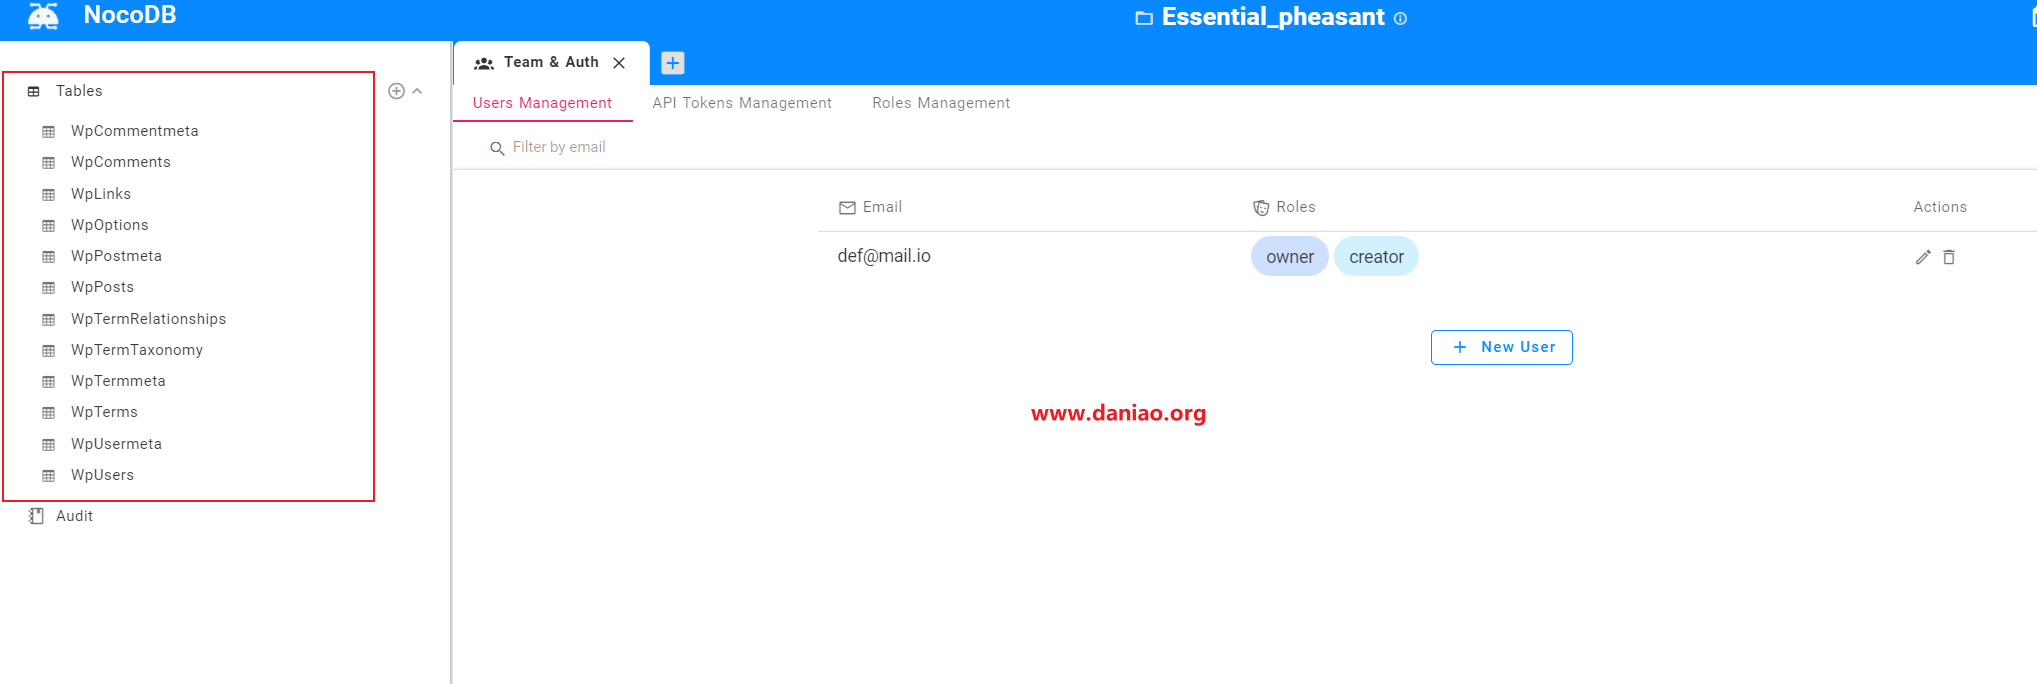 NocoDB
Essential_pheasant
Tables
WpCommentmeta
WpComments
WpLinks
WpOptions
WpPostmeta
WpPosts
WpTermRelationships
WpTermTaxonomy
WpTermmeta
WpTerms
WpUsermeta
WpUsers
Audit
Team & Auth
Users Management API Tokens Management Roles Management
Filter by email
Email Roles Actions
def@mail.io owner creator
New User
www.daniao.org